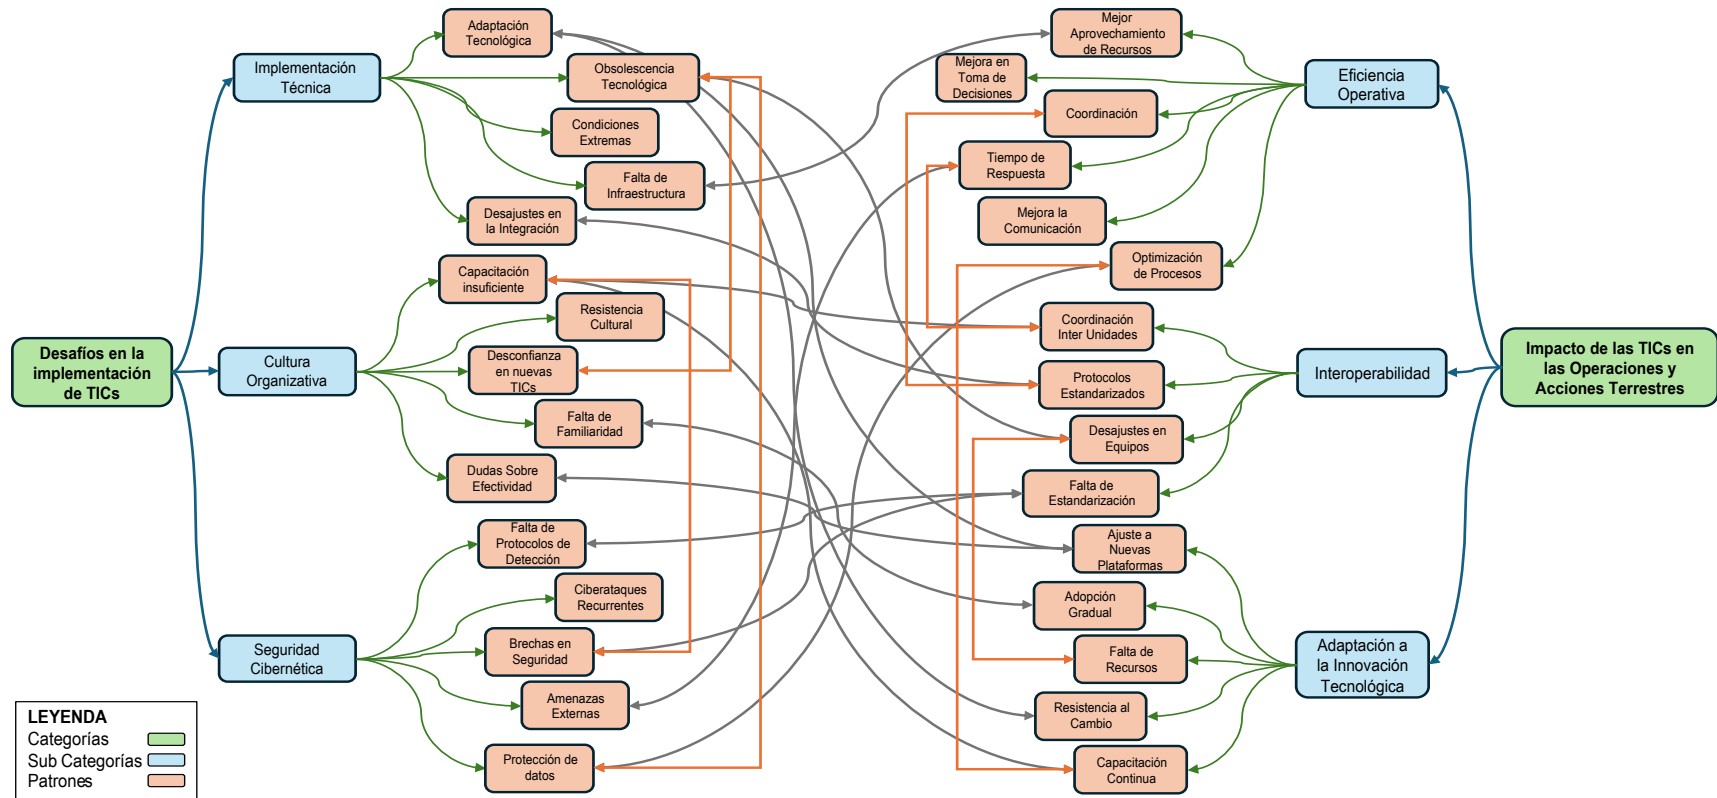 Desafíos en la
implementación
de TICs
Implementación
Técnica
Adaptación
Tecnológica
Obsolescencia
Tecnológica
Condiciones
Extremas
Falta de
Infraestructura
Desajustes en
la Integración
Cultura
Organizativa
Capacitación
insuficiente
Resistencia
Cultural
Desconfianza
en nuevas
TICs
Falta de
Familiaridad
Dudas Sobre
Efectividad
Seguridad
Cibernética
Falta de
Protocolos de
Detección
Ciberataques
Recurrentes
Brechas en
Seguridad
Amenazas
Externas
Protección de
datos
Mejor
Aprovechamiento
de Recursos
Mejora en
Toma de
Decisiones
Coordinación
Tiempo de
Respuesta
Mejora la
Comunicación
Optimización
de Procesos
Eficiencia
Operativa
Coordinación
Inter Unidades
Protocolos
Estandarizados
Desajustes en
Equipos
Falta de
Estandarización
Interoperabilidad
Ajuste a
Nuevas
Plataformas
Adopción
Gradual
Falta de
Recursos
Resistencia al
Cambio
Capacitación
Continua
Adaptación a
la Innovación
Tecnológica
Impacto de las TICs en
las Operaciones y
Acciones Terrestres
LEYENDA
Categorías
Sub Categorías
Patrones